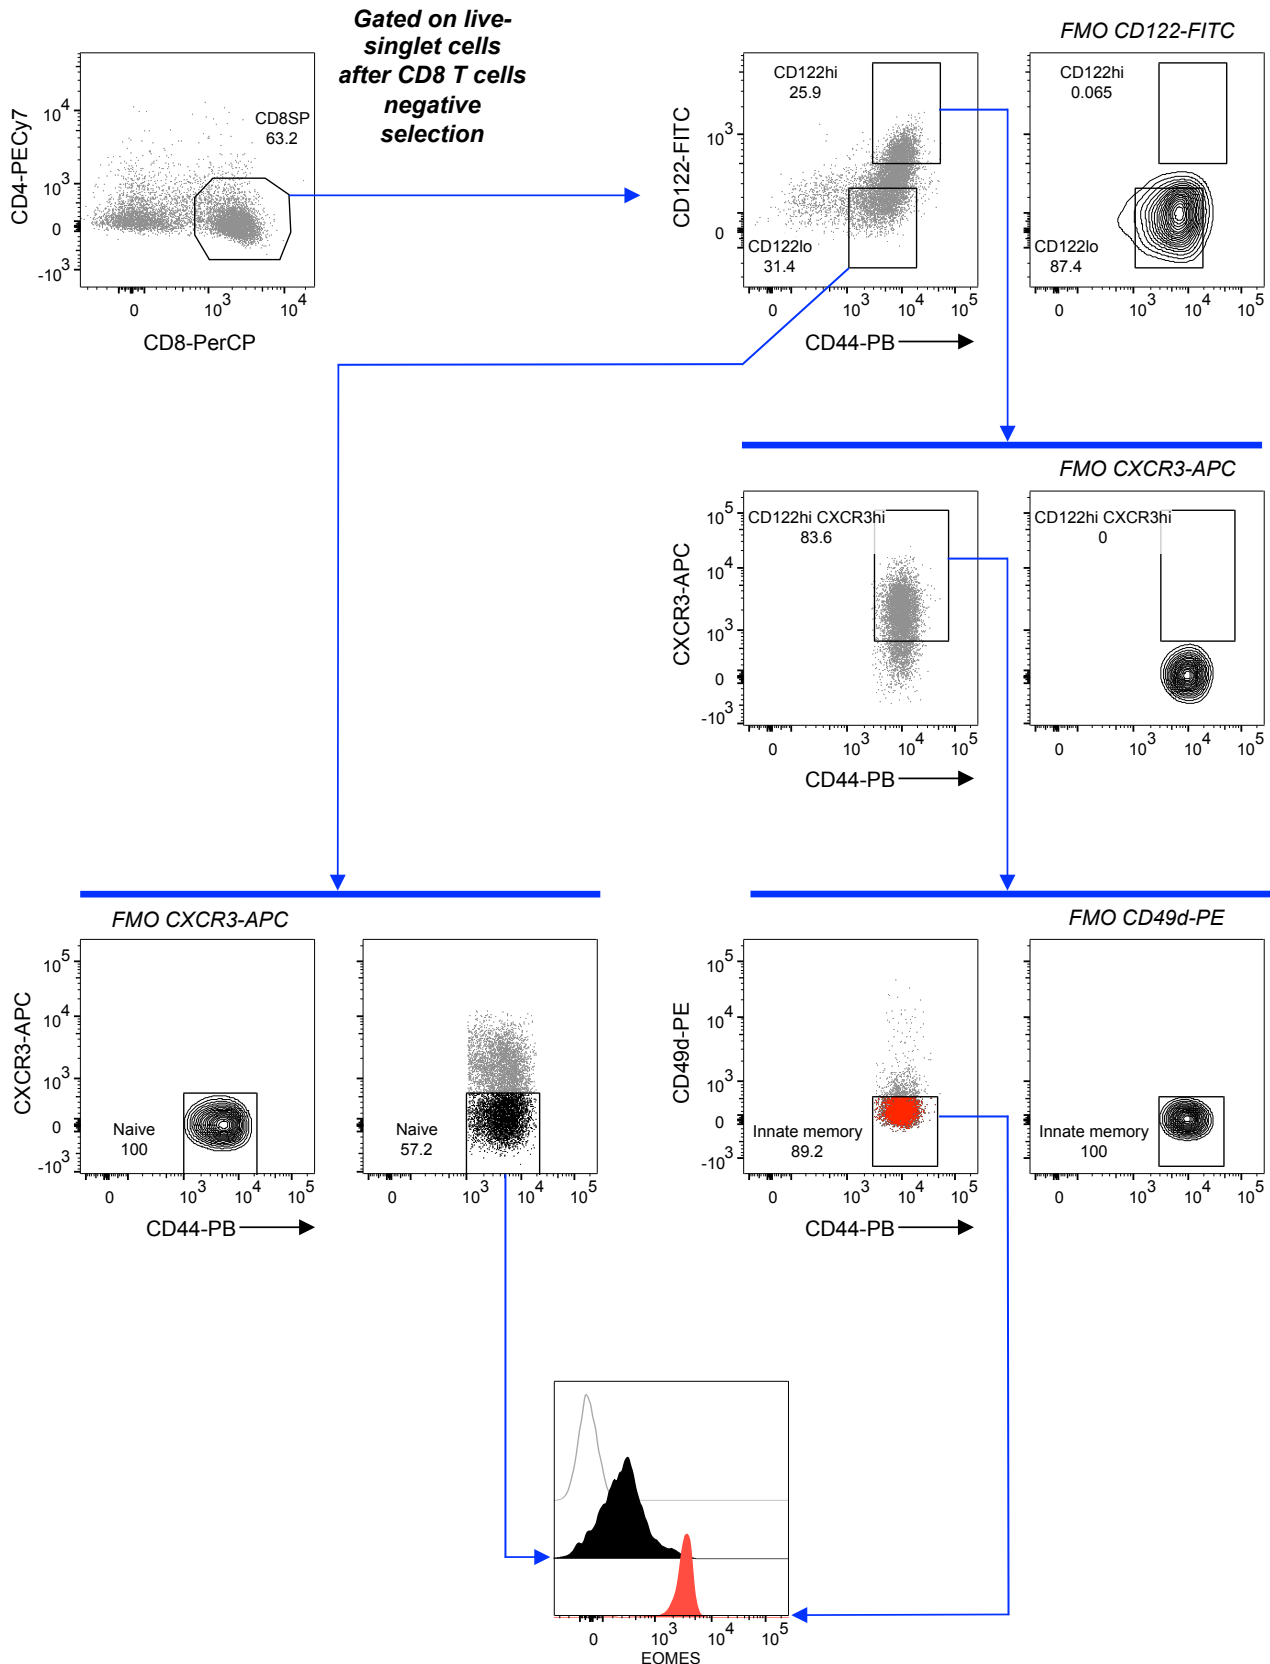 Gated on live-
singlet cells
after CD8 T cells
negative
selection
CD4-PECy7
10^4
10^3
0
-10^3
CD8SP
63.2
0
10^3
10^4
CD8-PerCP
CD122-FITC
10^3
0
CD122hi
25.9
CD122lo
31.4
0
10^3
10^4
10^5
CD44-PB
FMO CD122-FITC
CD122hi
0.065
CD122lo
87.4
0
10^3
10^4
10^5
CXCR3-APC
10^5
10^4
10^3
0
-10^3
CD122hi CXCR3hi
83.6
0
10^3
10^4
10^5
CD44-PB
FMO CXCR3-APC
CD122hi CXCR3hi
0
0
10^3
10^4
10^5
FMO CXCR3-APC
CXCR3-APC
10^5
10^4
10^3
0
-10^3
Naive
100
0
10^3
10^4
10^5
CD44-PB
Naive
57.2
0
10^3
10^4
10^5
CD49d-PE
10^5
10^4
10^3
0
-10^3
Innate memory
89.2
0
10^3
10^4
10^5
CD44-PB
FMO CD49d-PE
Innate memory
100
0
10^3
10^4
10^5
0
10^3
10^4
10^5
EOMES